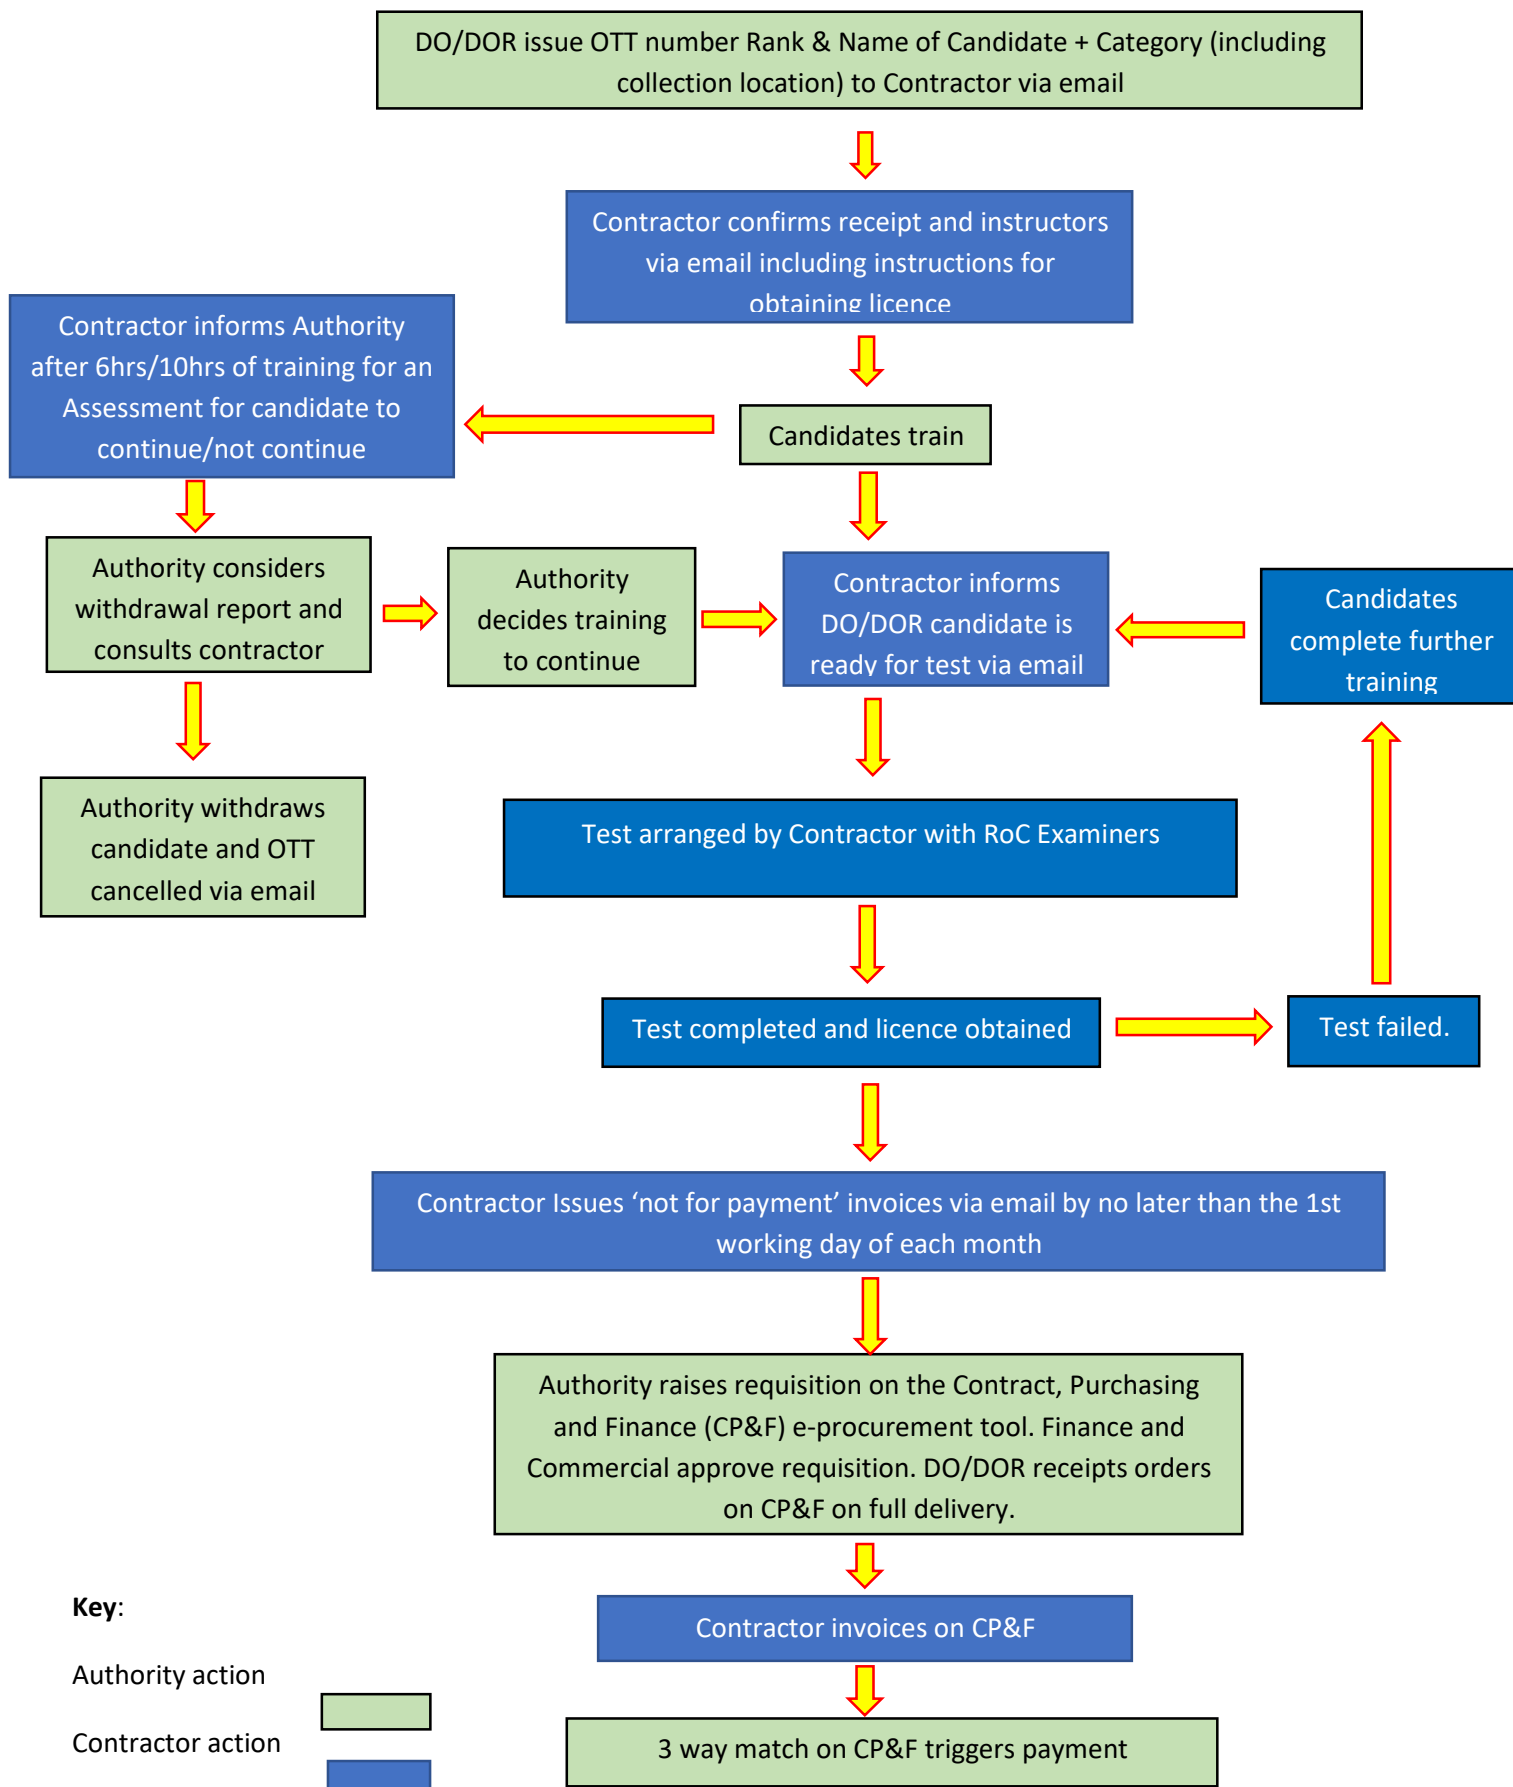 DO/DOR issue OTT number Rank & Name of Candidate + Category (including
collection location) to Contractor via email
Contractor confirms receipt and instructors
via email including instructions for
obtaining licence
Contractor informs Authority
after 6hrs/10hrs of training for an
Assessment for candidate to
continue/not continue
Candidates train
Authority considers
withdrawal report and
consults contractor
Authority
decides training
to continue
Contractor informs
DO/DOR candidate is
ready for test via email
Candidates
complete further
training
Authority withdraws
candidate and OTT
cancelled via email
Test arranged by Contractor with RoC Examiners
Test completed and licence obtained
Test failed.
Contractor Issues ‘not for payment’ invoices via email by no later than the 1st
working day of each month
Authority raises requisition on the Contract, Purchasing
and Finance (CP&F) e-procurement tool. Finance and
Commercial approve requisition. DO/DOR receipts orders
on CP&F on full delivery.
Contractor invoices on CP&F
3 way match on CP&F triggers payment
Key:
Authority action
Contractor action